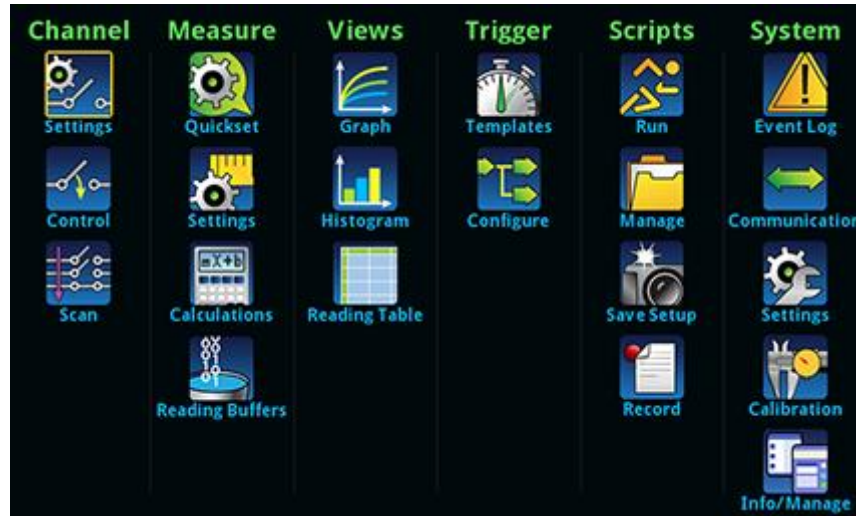 Channel Measure Views Trigger Scripts System
Settings Quickset Graph Templates Run Event Log
Control Settings Histogram Configure Manage Communication
mX+b
Scan Calculations Reading Table Save Setup Settings
Reading Buffers Record Calibration
Info/Manage